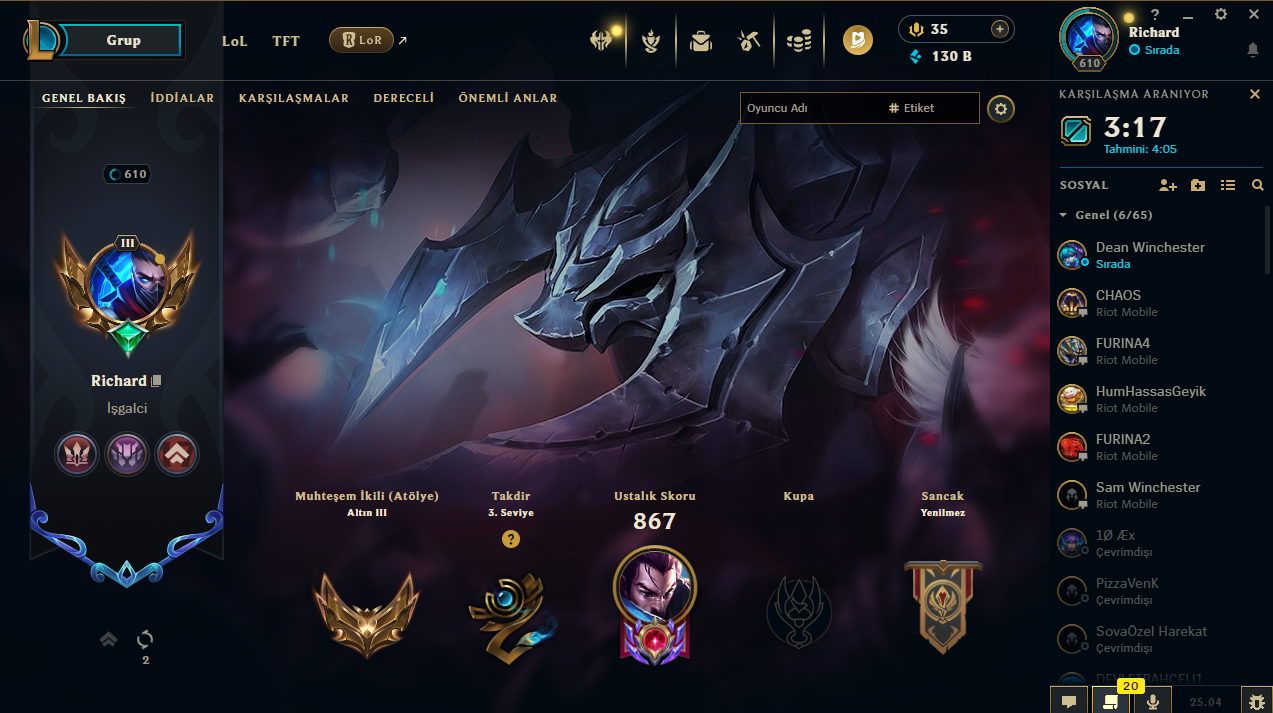 Grup
LoL
TFT
LoR
35
130 B
?
Richard
Sırada
610
GENEL BAKIŞ
İDDİALAR
KARŞILAŞMALAR
DERECELİ
ÖNEMLİ ANLAR
Oyuncu Adı
# Etiket
KARŞILAŞMA ARANIYOR
3:17
Tahmini: 4:05
SOSYAL
Genel (6/65)
Dean Winchester
Sırada
CHAOS
Riot Mobile
FURINA4
Riot Mobile
HumHassasGeyik
Riot Mobile
FURINA2
Riot Mobile
Sam Winchester
Riot Mobile
1Ø Æx
Çevrimdışı
PizzaVenK
Çevrimdışı
SovaÖzel Harekat
Çevrimdışı
DEVLETBAHCELI1
610
III
Richard
İşgalci
2
Muhteşem İkili (Atölye)
Altın III
Takdir
3. Seviye
?
Ustalık Skoru
867
Kupa
Sancak
Yenilmez
20
25.04